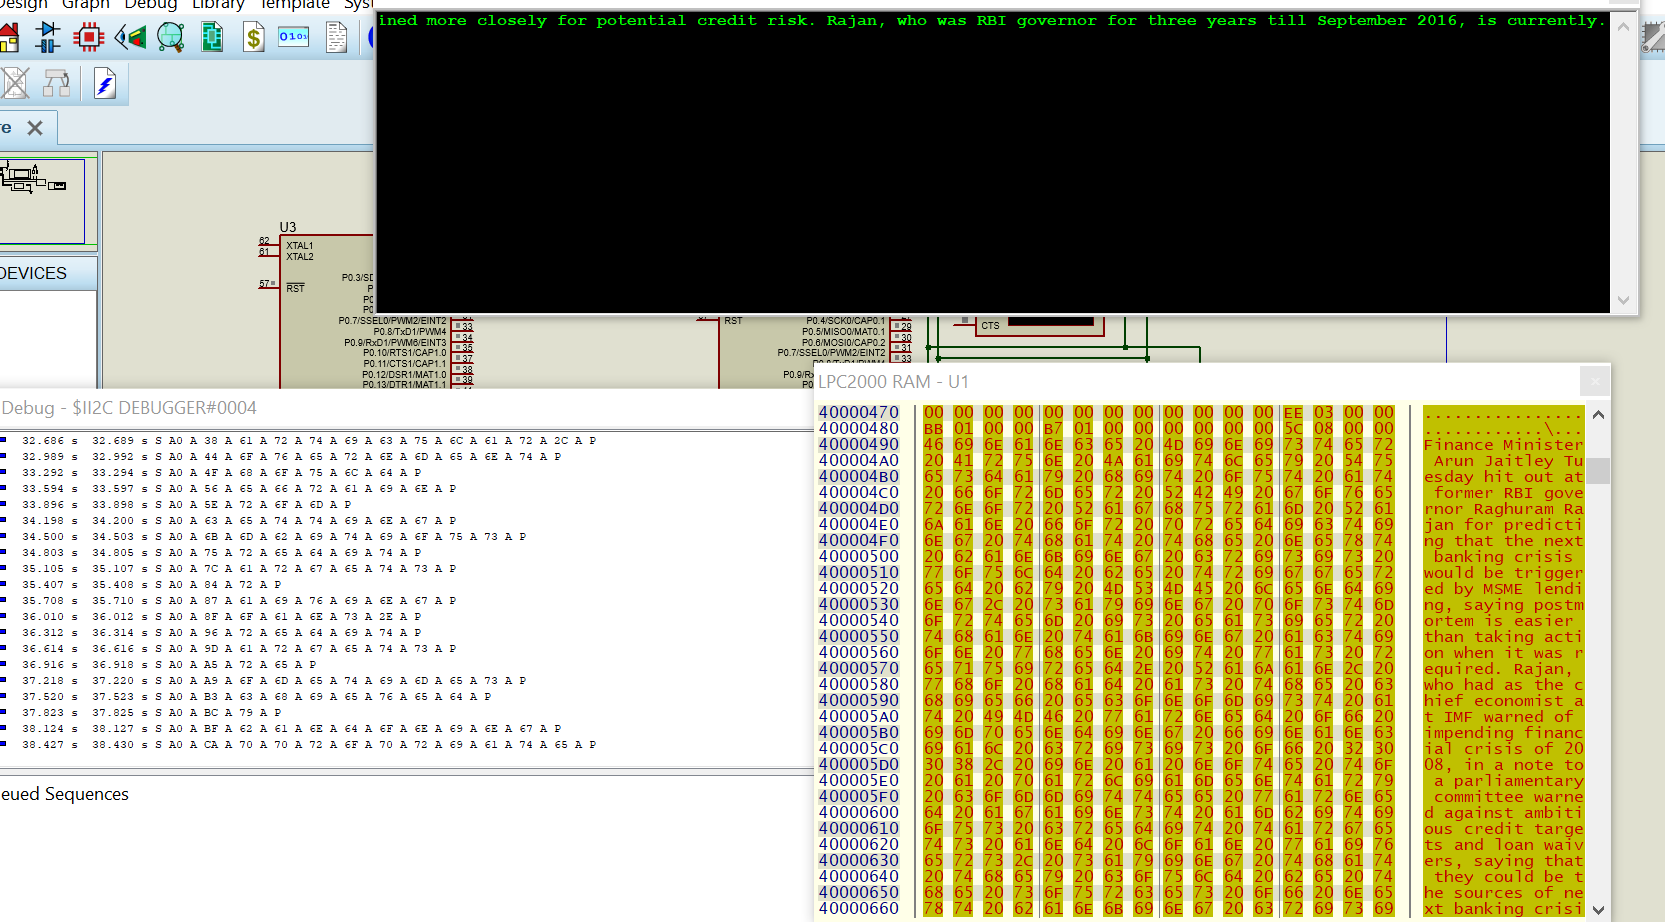 Design Graph Debug Library Template Syst
ined more closely for potential credit risk. Rajan, who was RBI governor for three years till September 2016, is currently.
$
0101
e
U3
62
XTAL1
61
XTAL2
DEVICES
57
RST
P0.7/SSEL0/PWM2/EINT2
P0.8/TxD1/PWM4
33
P0.9/RxD1/PWM6/EINT3
34
P0.10/RTS1/CAP1.0
35
P0.11/CTS1/CAP1.1
37
P0.12/DSR1/MAT1.0
38
P0.13/DTR1/MAT1.1
39
RST
P0.4/SCK0/CAP0.1
P0.5/MISO0/MAT0.1
29
P0.6/MOSI0/CAP0.2
30
P0.7/SSEL0/PWM2/EINT2
31
33
CTS
Debug - $II2C DEBUGGER#0004
32.686 s 32.689 s S A0 A 38 A 61 A 72 A 74 A 69 A 63 A 75 A 6C A 61 A 72 A 2C A P
32.989 s 32.992 s S A0 A 44 A 6F A 76 A 65 A 72 A 6E A 6D A 65 A 6E A 74 A P
33.292 s 33.294 s S A0 A 4F A 68 A 6F A 75 A 6C A 64 A P
33.594 s 33.597 s S A0 A 56 A 65 A 66 A 72 A 61 A 69 A 6E A P
33.896 s 33.898 s S A0 A 5E A 72 A 6F A 6D A P
34.198 s 34.200 s S A0 A 63 A 65 A 74 A 74 A 69 A 6E A 67 A P
34.500 s 34.503 s S A0 A 6B A 6D A 62 A 69 A 74 A 69 A 6F A 75 A 73 A P
34.803 s 34.805 s S A0 A 75 A 72 A 65 A 64 A 69 A 74 A P
35.105 s 35.107 s S A0 A 7C A 61 A 72 A 67 A 65 A 74 A 73 A P
35.407 s 35.408 s S A0 A 84 A 72 A P
35.708 s 35.710 s S A0 A 87 A 61 A 69 A 76 A 69 A 6E A 67 A P
36.010 s 36.012 s S A0 A 8F A 6F A 61 A 6E A 73 A 2E A P
36.312 s 36.314 s S A0 A 96 A 72 A 65 A 64 A 69 A 74 A P
36.614 s 36.616 s S A0 A 9D A 61 A 72 A 67 A 65 A 74 A 73 A P
36.916 s 36.918 s S A0 A A5 A 72 A 65 A P
37.218 s 37.220 s S A0 A A9 A 6F A 6D A 65 A 74 A 69 A 6D A 65 A 73 A P
37.520 s 37.523 s S A0 A B3 A 63 A 68 A 69 A 65 A 76 A 65 A 64 A P
37.823 s 37.825 s S A0 A BC A 79 A P
38.124 s 38.127 s S A0 A BF A 62 A 61 A 6E A 64 A 6F A 6E A 69 A 6E A 67 A P
38.427 s 38.430 s S A0 A CA A 70 A 70 A 72 A 6F A 70 A 72 A 69 A 61 A 74 A 65 A P
eued Sequences
LPC2000 RAM - U1
40000470 00 00 00 00 00 00 00 00 00 00 00 00 EE 03 00 00 ................
40000480 BB 01 00 00 B7 01 00 00 00 00 00 00 5C 08 00 00 ............\...
40000490 46 69 6E 61 6E 63 65 20 4D 69 6E 69 73 74 65 72 Finance Minister
400004A0 20 41 72 75 6E 20 4A 61 69 74 6C 65 79 20 54 75 Arun Jaitley Tu
400004B0 65 73 64 61 79 20 68 69 74 20 6F 75 74 20 61 74 esday hit out at
400004C0 20 66 6F 72 6D 65 72 20 52 42 49 20 67 6F 76 65 former RBI gove
400004D0 72 6E 6F 72 20 52 61 67 68 75 72 61 6D 20 52 61 rnor Raghuram Ra
400004E0 6A 61 6E 20 66 6F 72 20 70 72 65 64 69 63 74 69 jan for predicti
400004F0 6E 67 20 74 68 61 74 20 74 68 65 20 6E 65 78 74 ng that the next
40000500 20 62 61 6E 6B 69 6E 67 20 63 72 69 73 69 73 20 banking crisis
40000510 77 6F 75 6C 64 20 62 65 20 74 72 69 67 67 65 72 would be trigger
40000520 65 64 20 62 79 20 4D 53 4D 45 20 6C 65 6E 64 69 ed by MSME lendi
40000530 6E 67 2C 20 73 61 79 69 6E 67 20 70 6F 73 74 6D ng, saying postm
40000540 6F 72 74 65 6D 20 69 73 20 65 61 73 69 65 72 20 ortem is easier
40000550 74 68 61 6E 20 74 61 6B 69 6E 67 20 61 63 74 69 than taking acti
40000560 6F 6E 20 77 68 65 6E 20 69 74 20 77 61 73 20 72 on when it was r
40000570 65 71 75 69 72 65 64 2E 20 52 61 6A 61 6E 2C 20 equired. Rajan,
40000580 77 68 6F 20 68 61 64 20 61 73 20 74 68 65 20 63 who had as the c
40000590 68 69 65 66 20 65 63 6F 6E 6F 6D 69 73 74 20 61 hief economist a
400005A0 74 20 49 4D 46 20 77 61 72 6E 65 64 20 6F 66 20 t IMF warned of
400005B0 69 6D 70 65 6E 64 69 6E 67 20 66 69 6E 61 6E 63 impending financ
400005C0 69 61 6C 20 63 72 69 73 69 73 20 6F 66 20 32 30 ial crisis of 20
400005D0 30 38 2C 20 69 6E 20 61 20 6E 6F 74 65 20 74 6F 08, in a note to
400005E0 20 61 20 70 61 72 6C 69 61 6D 65 6E 74 61 72 79 a parliamentary
400005F0 20 63 6F 6D 6D 69 74 74 65 65 20 77 61 72 6E 65 committee warne
40000600 64 20 61 67 61 69 6E 73 74 20 61 6D 62 69 74 69 d against ambiti
40000610 6F 75 73 20 63 72 65 64 69 74 20 74 61 72 67 65 ous credit targe
40000620 74 73 20 61 6E 64 20 6C 6F 61 6E 20 77 61 69 76 ts and loan waiv
40000630 65 72 73 2C 20 73 61 79 69 6E 67 20 74 68 61 74 ers, saying that
40000640 20 74 68 65 79 20 63 6F 75 6C 64 20 62 65 20 74 they could be t
40000650 68 65 20 73 6F 75 72 63 65 73 20 6F 66 20 6E 65 he sources of ne
40000660 78 74 20 62 61 6E 6B 69 6E 67 20 63 72 69 73 69 xt banking crisi